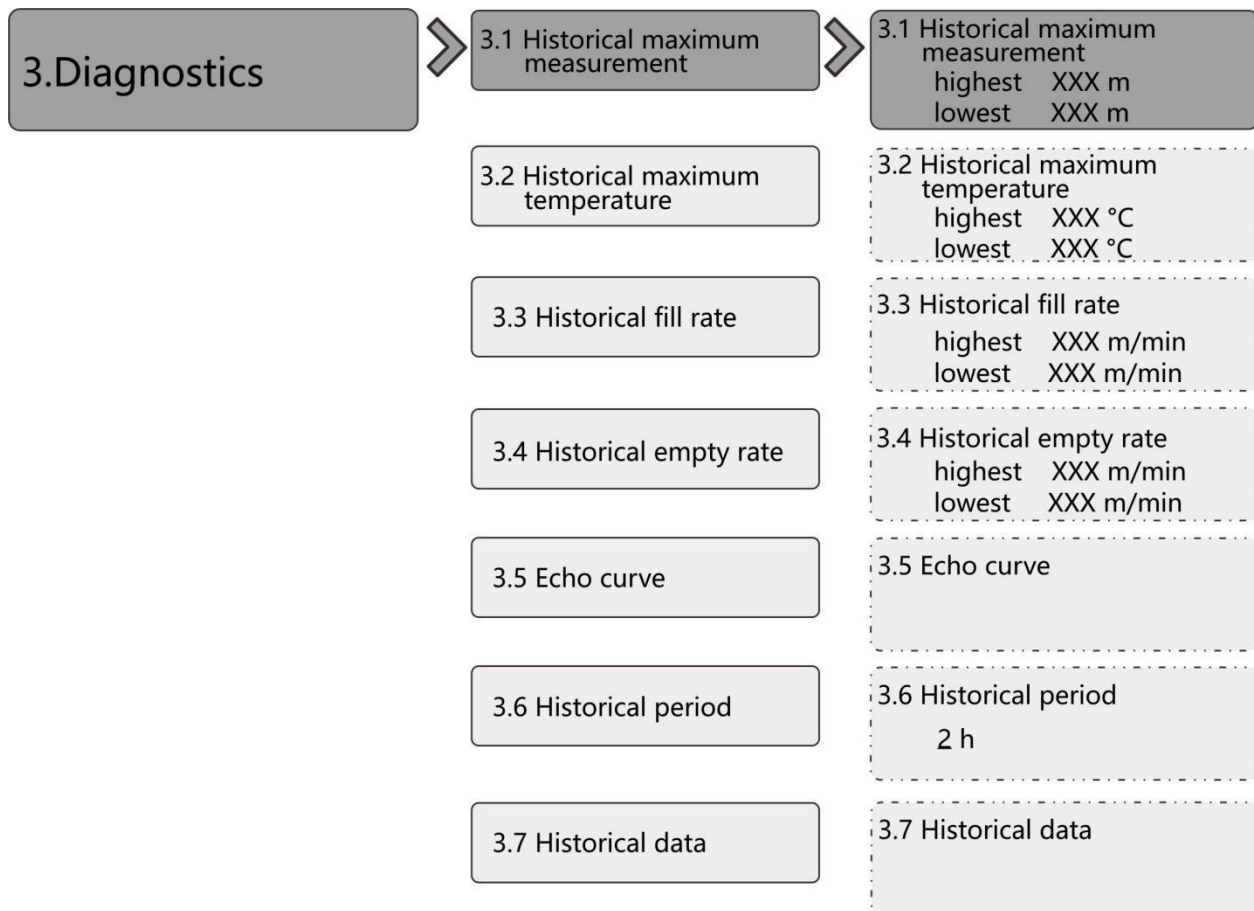 3.Diagnostics
3.1 Historical maximum
measurement
3.1 Historical maximum
measurement
highest XXX m
lowest XXX m
3.2 Historical maximum
temperature
3.2 Historical maximum
temperature
highest XXX °C
lowest XXX °C
3.3 Historical fill rate
3.3 Historical fill rate
highest XXX m/min
lowest XXX m/min
3.4 Historical empty rate
3.4 Historical empty rate
highest XXX m/min
lowest XXX m/min
3.5 Echo curve
3.5 Echo curve
3.6 Historical period
3.6 Historical period
2 h
3.7 Historical data
3.7 Historical data